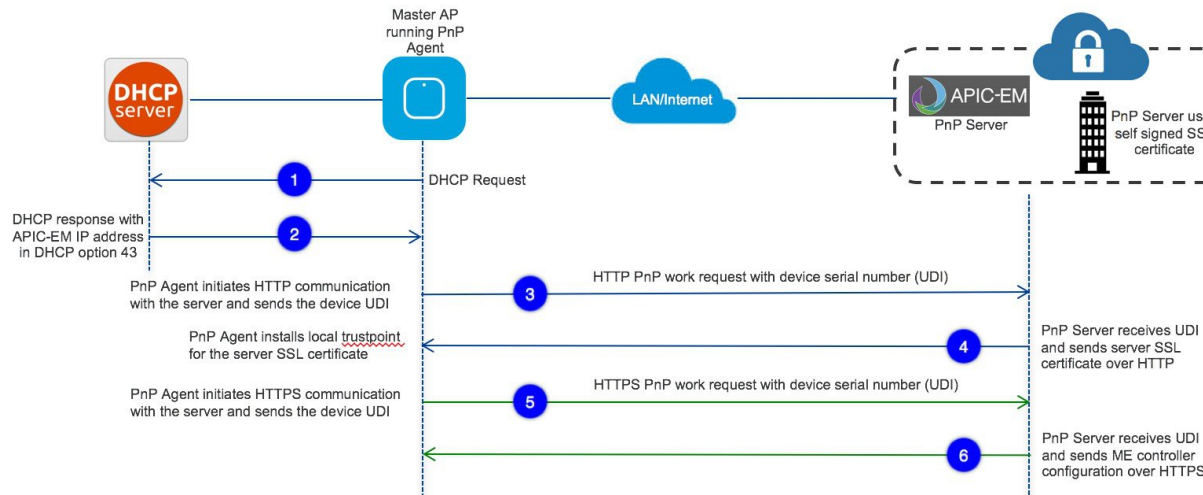 Master AP
running PnP
Agent
DHCP
server
LAN/Internet
APIC-EM
PnP Server
PnP Server
self signed
certificate
1
DHCP Request
DHCP response with
APIC-EM IP address
in DHCP option 43
2
PnP Agent initiates HTTP communication
with the server and sends the device UDI
3
HTTP PnP work request with device serial number (UDI)
PnP Agent installs local trustpoint
for the server SSL certificate
4
PnP Server receives UDI
and sends server SSL
certificate over HTTP
PnP Agent initiates HTTPS communication
with the server and sends the device UDI
5
HTTPS PnP work request with device serial number (UDI)
6
PnP Server receives UDI
and sends ME controller
configuration over HTTPS